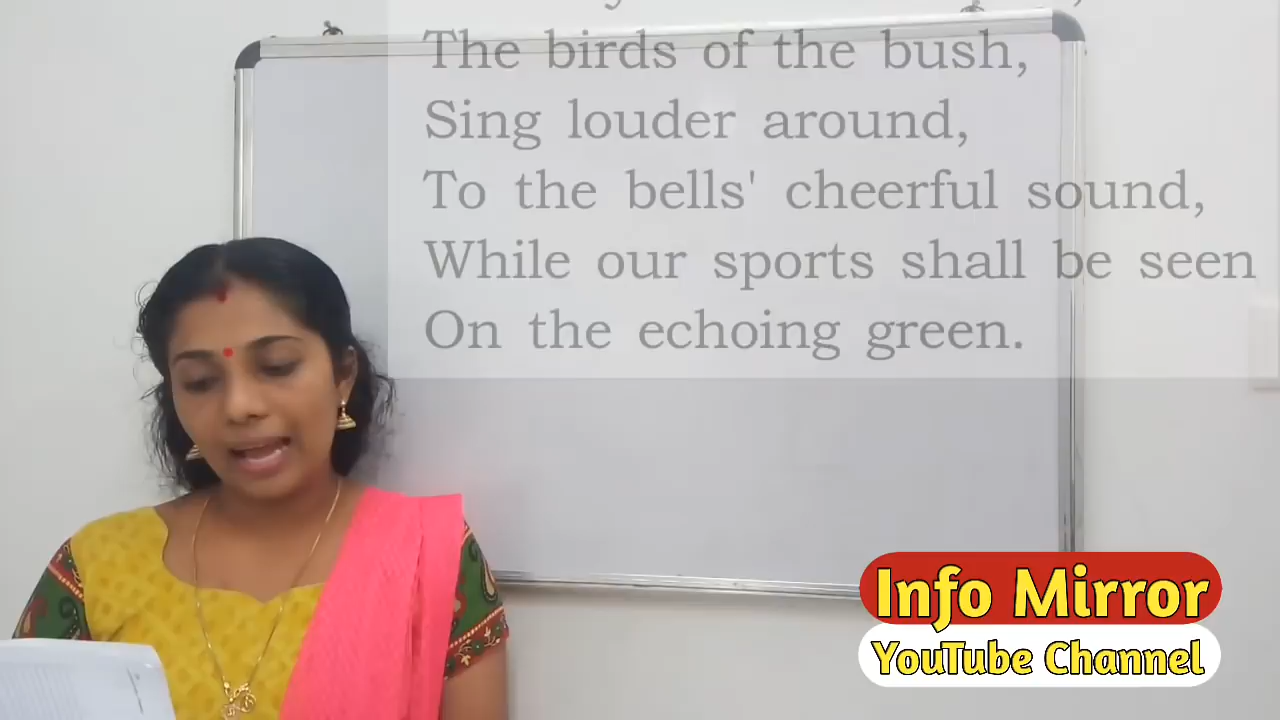 The birds of the bush,
Sing louder around,
To the bells' cheerful sound,
While our sports shall be seen
On the echoing green.
Info Mirror
YouTube Channel